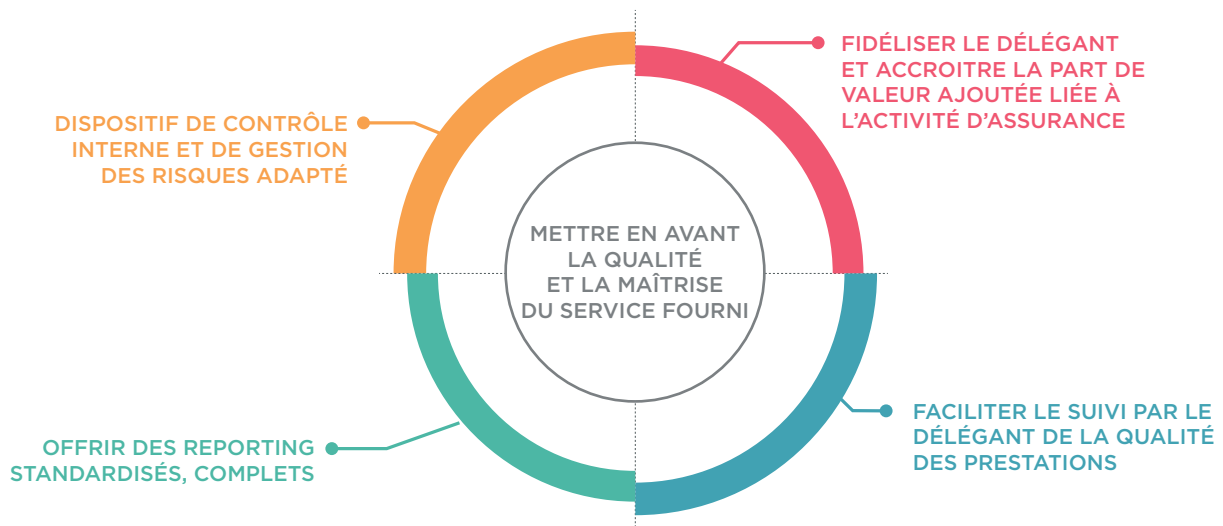 FIDÉLISER LE DÉLÉGANT
ET ACCROITRE LA PART DE
VALEUR AJOUTÉE LIÉE À
L'ACTIVITÉ D'ASSURANCE
DISPOSITIF DE CONTRÔLE
INTERNE ET DE GESTION
DES RISQUES ADAPTÉ
METTRE EN AVANT
LA QUALITÉ
ET LA MAÎTRISE
DU SERVICE FOURNI
FACILITER LE SUIVI PAR LE
DÉLÉGANT DE LA QUALITÉ
DES PRESTATIONS
OFFRIR DES REPORTING
STANDARDISÉS, COMPLETS